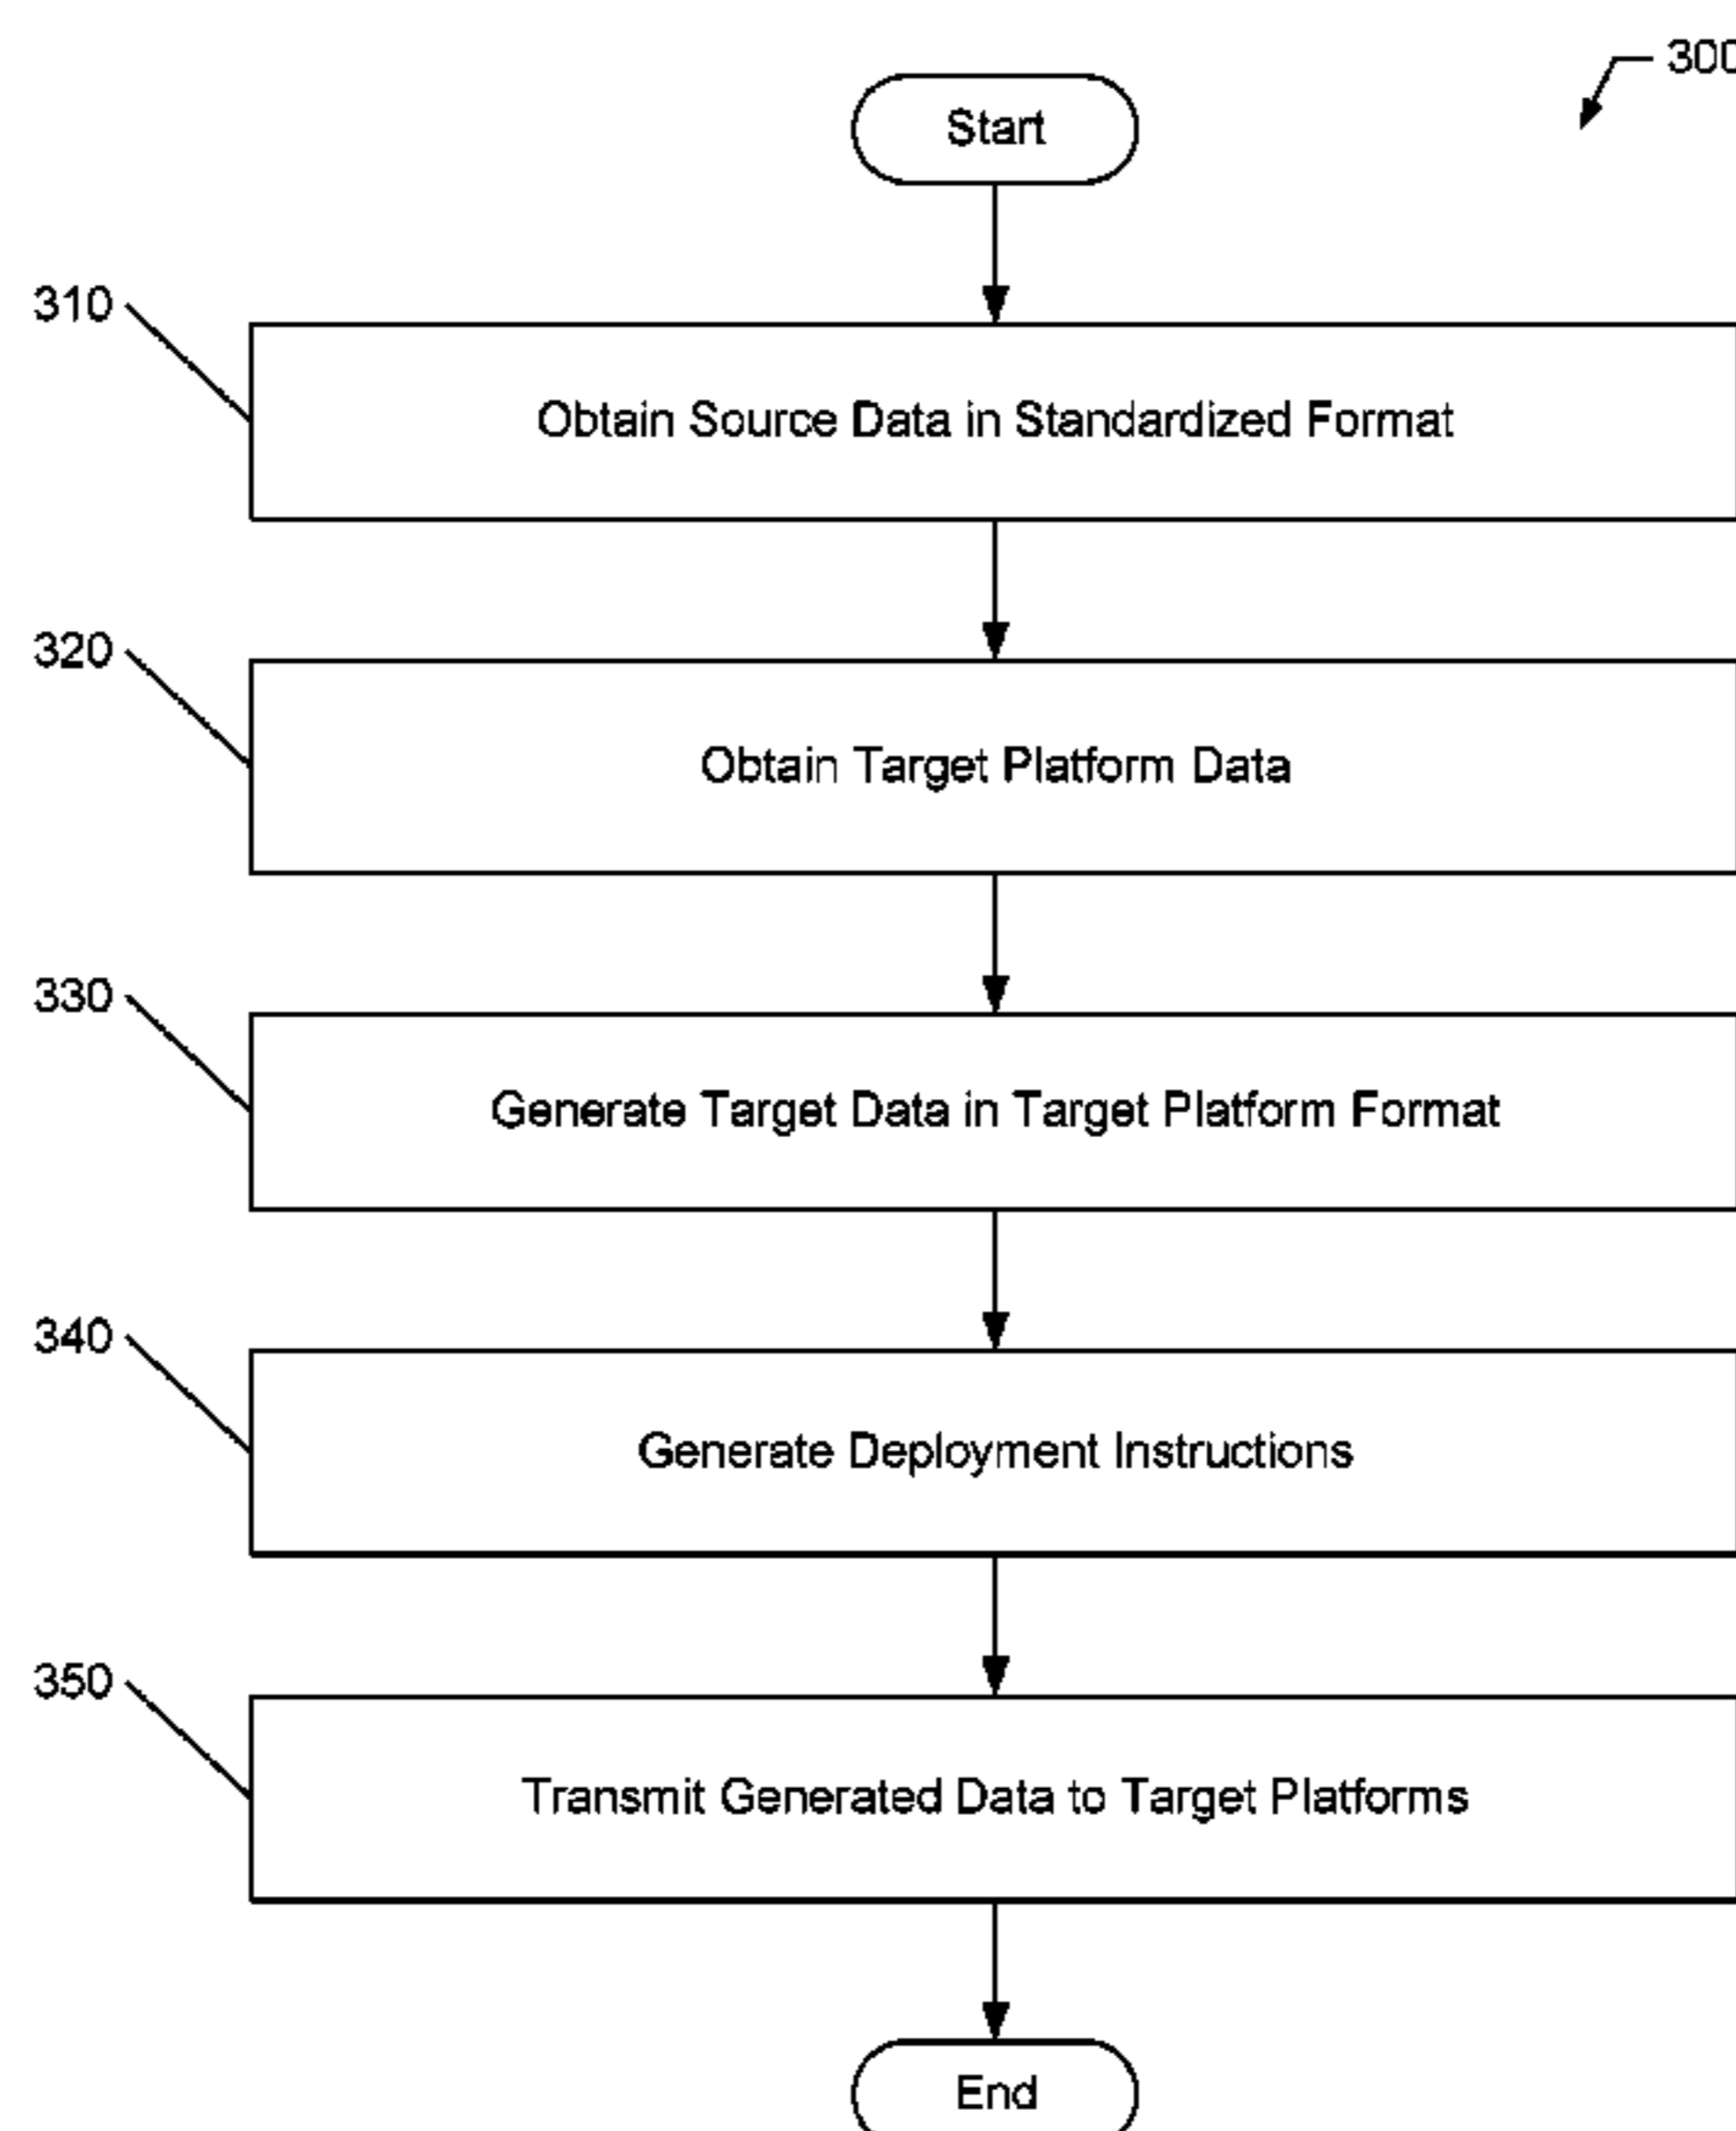 300
Start
310
Obtain Source Data in Standardized Format
320
Obtain Target Platform Data
330
Generate Target Data in Target Platform Format
340
Generate Deployment Instructions
350
Transmit Generated Data to Target Platforms
End